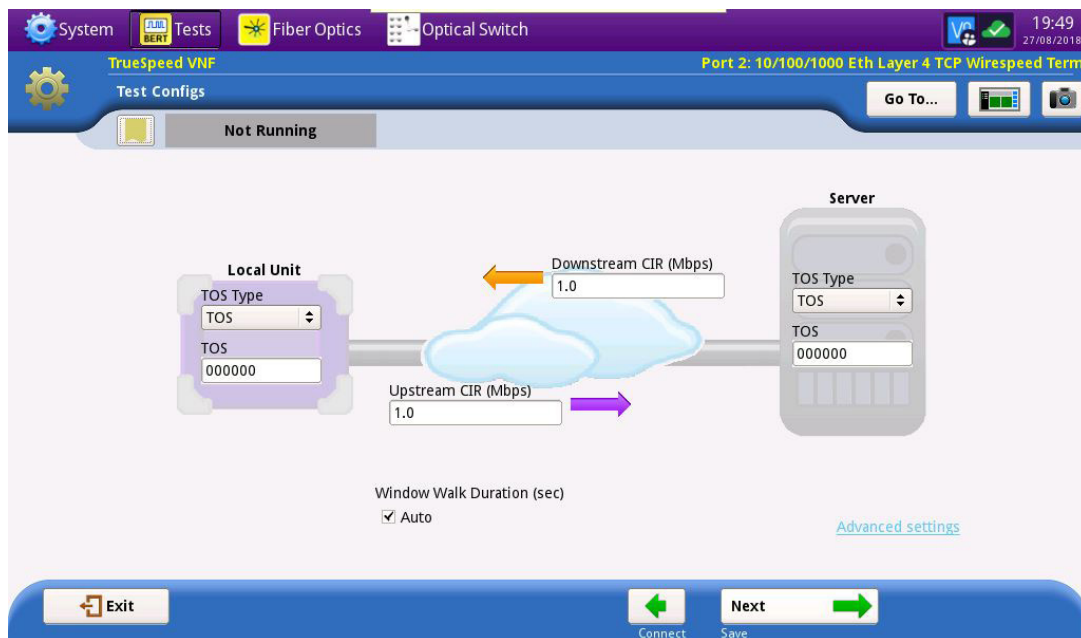 System
BERT
Tests
Fiber Optics
Optical Switch
19:49
27/08/2018
TrueSpeed VNF
Port 2: 10/100/1000 Eth Layer 4 TCP Wirespeed Term
Test Configs
Go To...
Not Running
Server
Local Unit
Downstream CIR (Mbps)
1.0
TOS Type
TOS
TOS
000000
TOS Type
TOS
TOS
000000
Upstream CIR (Mbps)
1.0
Window Walk Duration (sec)
Auto
Advanced settings
Exit
Next
Connect
Save